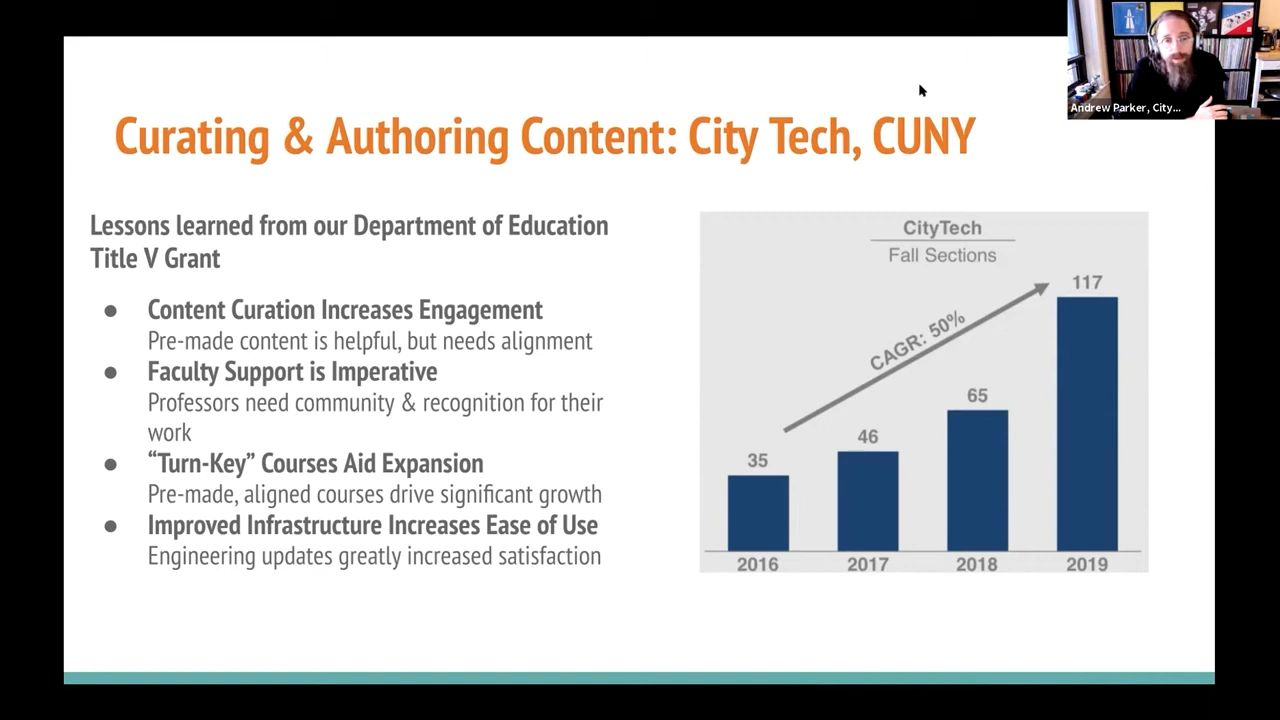 Curating & Authoring Content: City Tech, CUNY
Andrew Parker, City...
Lessons learned from our Department of Education
Title V Grant
● Content Curation Increases Engagement
Pre-made content is helpful, but needs alignment
● Faculty Support is Imperative
Professors need community & recognition for their
work
● “Turn-Key” Courses Aid Expansion
Pre-made, aligned courses drive significant growth
● Improved Infrastructure Increases Ease of Use
Engineering updates greatly increased satisfaction
CityTech
Fall Sections
CAGR: 50%
35
46
65
117
2016
2017
2018
2019